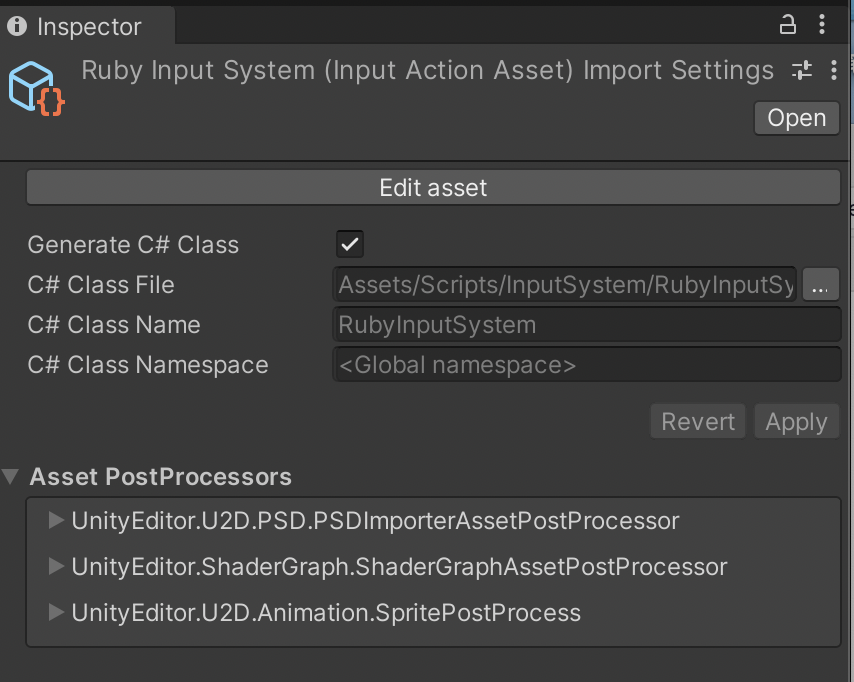 Inspector
Ruby Input System (Input Action Asset) Import Settings
Open
Edit asset
Generate C# Class
C# Class File Assets/Scripts/InputSystem/RubyInputSy ...
C# Class Name RubyInputSystem
C# Class Namespace <Global namespace>
Revert Apply
Asset PostProcessors
UnityEditor.U2D.PSD.PSDImporterAssetPostProcessor
UnityEditor.ShaderGraph.ShaderGraphAssetPostProcessor
UnityEditor.U2D.Animation.SpritePostProcess